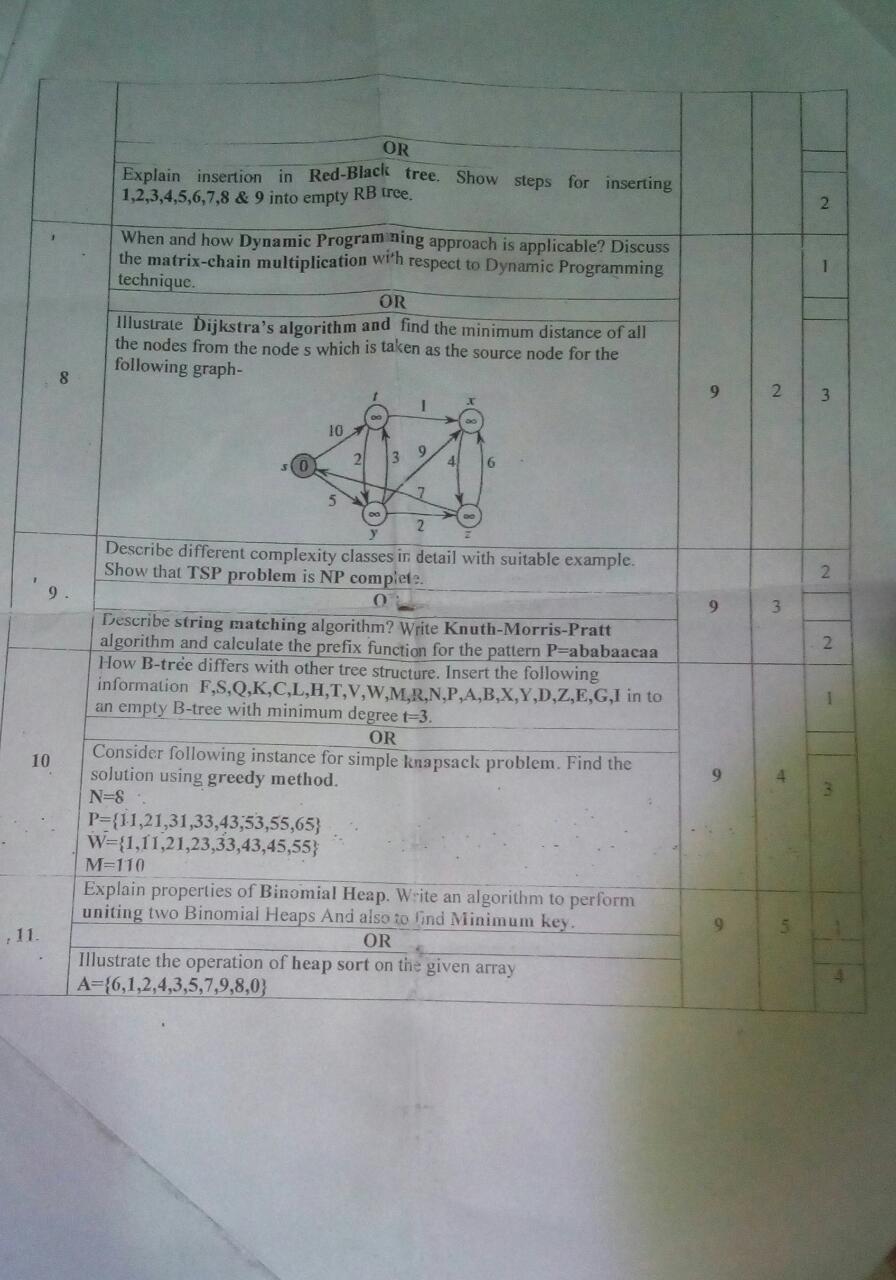 OR
Explain insertion in Red-Black tree. Show steps for inserting
1,2,3,4,5,6,7,8 & 9 into empty RB tree.
2
When and how Dynamic Programming approach is applicable? Discuss
the matrix-chain multiplication with respect to Dynamic Programming
technique.
1
OR
Illustrate Dijkstra's algorithm and find the minimum distance of all
the nodes from the node s which is taken as the source node for the
following graph-
8
9 2 3
t x
1
10
∞ ∞
s 0 2 3 9 4 6
5 7
∞ ∞
y 2 z
Describe different complexity classes in detail with suitable example.
Show that TSP problem is NP complete.
2
9.
O
9 3
Describe string matching algorithm? Write Knuth-Morris-Pratt
algorithm and calculate the prefix function for the pattern P=ababaacaa
2
How B-tree differs with other tree structure. Insert the following
information F,S,Q,K,C,L,H,T,V,W,M,R,N,P,A,B,X,Y,D,Z,E,G,I in to
an empty B-tree with minimum degree t=3.
1
OR
10
Consider following instance for simple knapsack problem. Find the
solution using greedy method.
9 4 3
N=8
P={11,21,31,33,43,53,55,65}
W={1,11,21,23,33,43,45,55}
M=110
Explain properties of Binomial Heap. Write an algorithm to perform
uniting two Binomial Heaps And also to find Minimum key.
9 5 1
11.
OR
Illustrate the operation of heap sort on the given array
A={6,1,2,4,3,5,7,9,8,0}
4